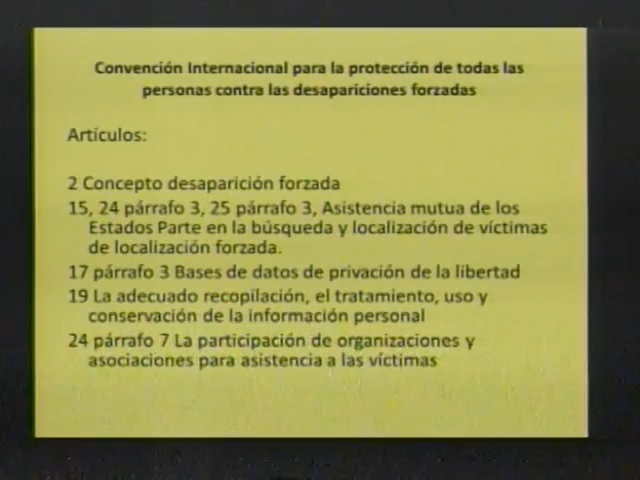 Convención Internacional para la protección de todas las
personas contra las desapariciones forzadas
Artículos:
2 Concepto desaparición forzada
15, 24 párrafo 3, 25 párrafo 3, Asistencia mutua de los
Estados Parte en la búsqueda y localización de víctimas
de localización forzada.
17 párrafo 3 Bases de datos de privación de la libertad
19 La adecuado recopilación, el tratamiento, uso y
conservación de la información personal
24 párrafo 7 La participación de organizaciones y
asociaciones para asistencia a las víctimas